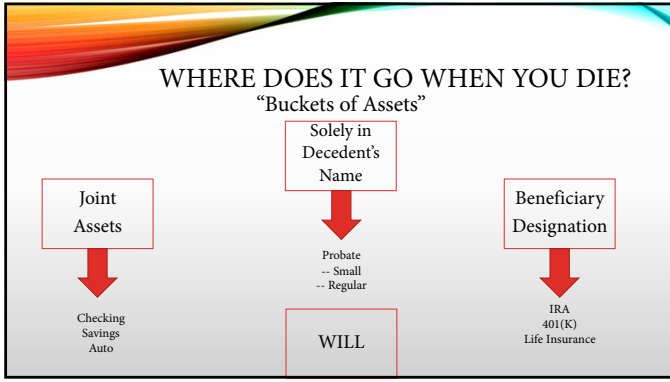 WHERE DOES IT GO WHEN YOU DIE?
“Buckets of Assets”
Joint
Assets
Checking
Savings
Auto
Solely in
Decedent's
Name
Probate
-- Small
-- Regular
WILL
Beneficiary
Designation
IRA
401(K)
Life Insurance